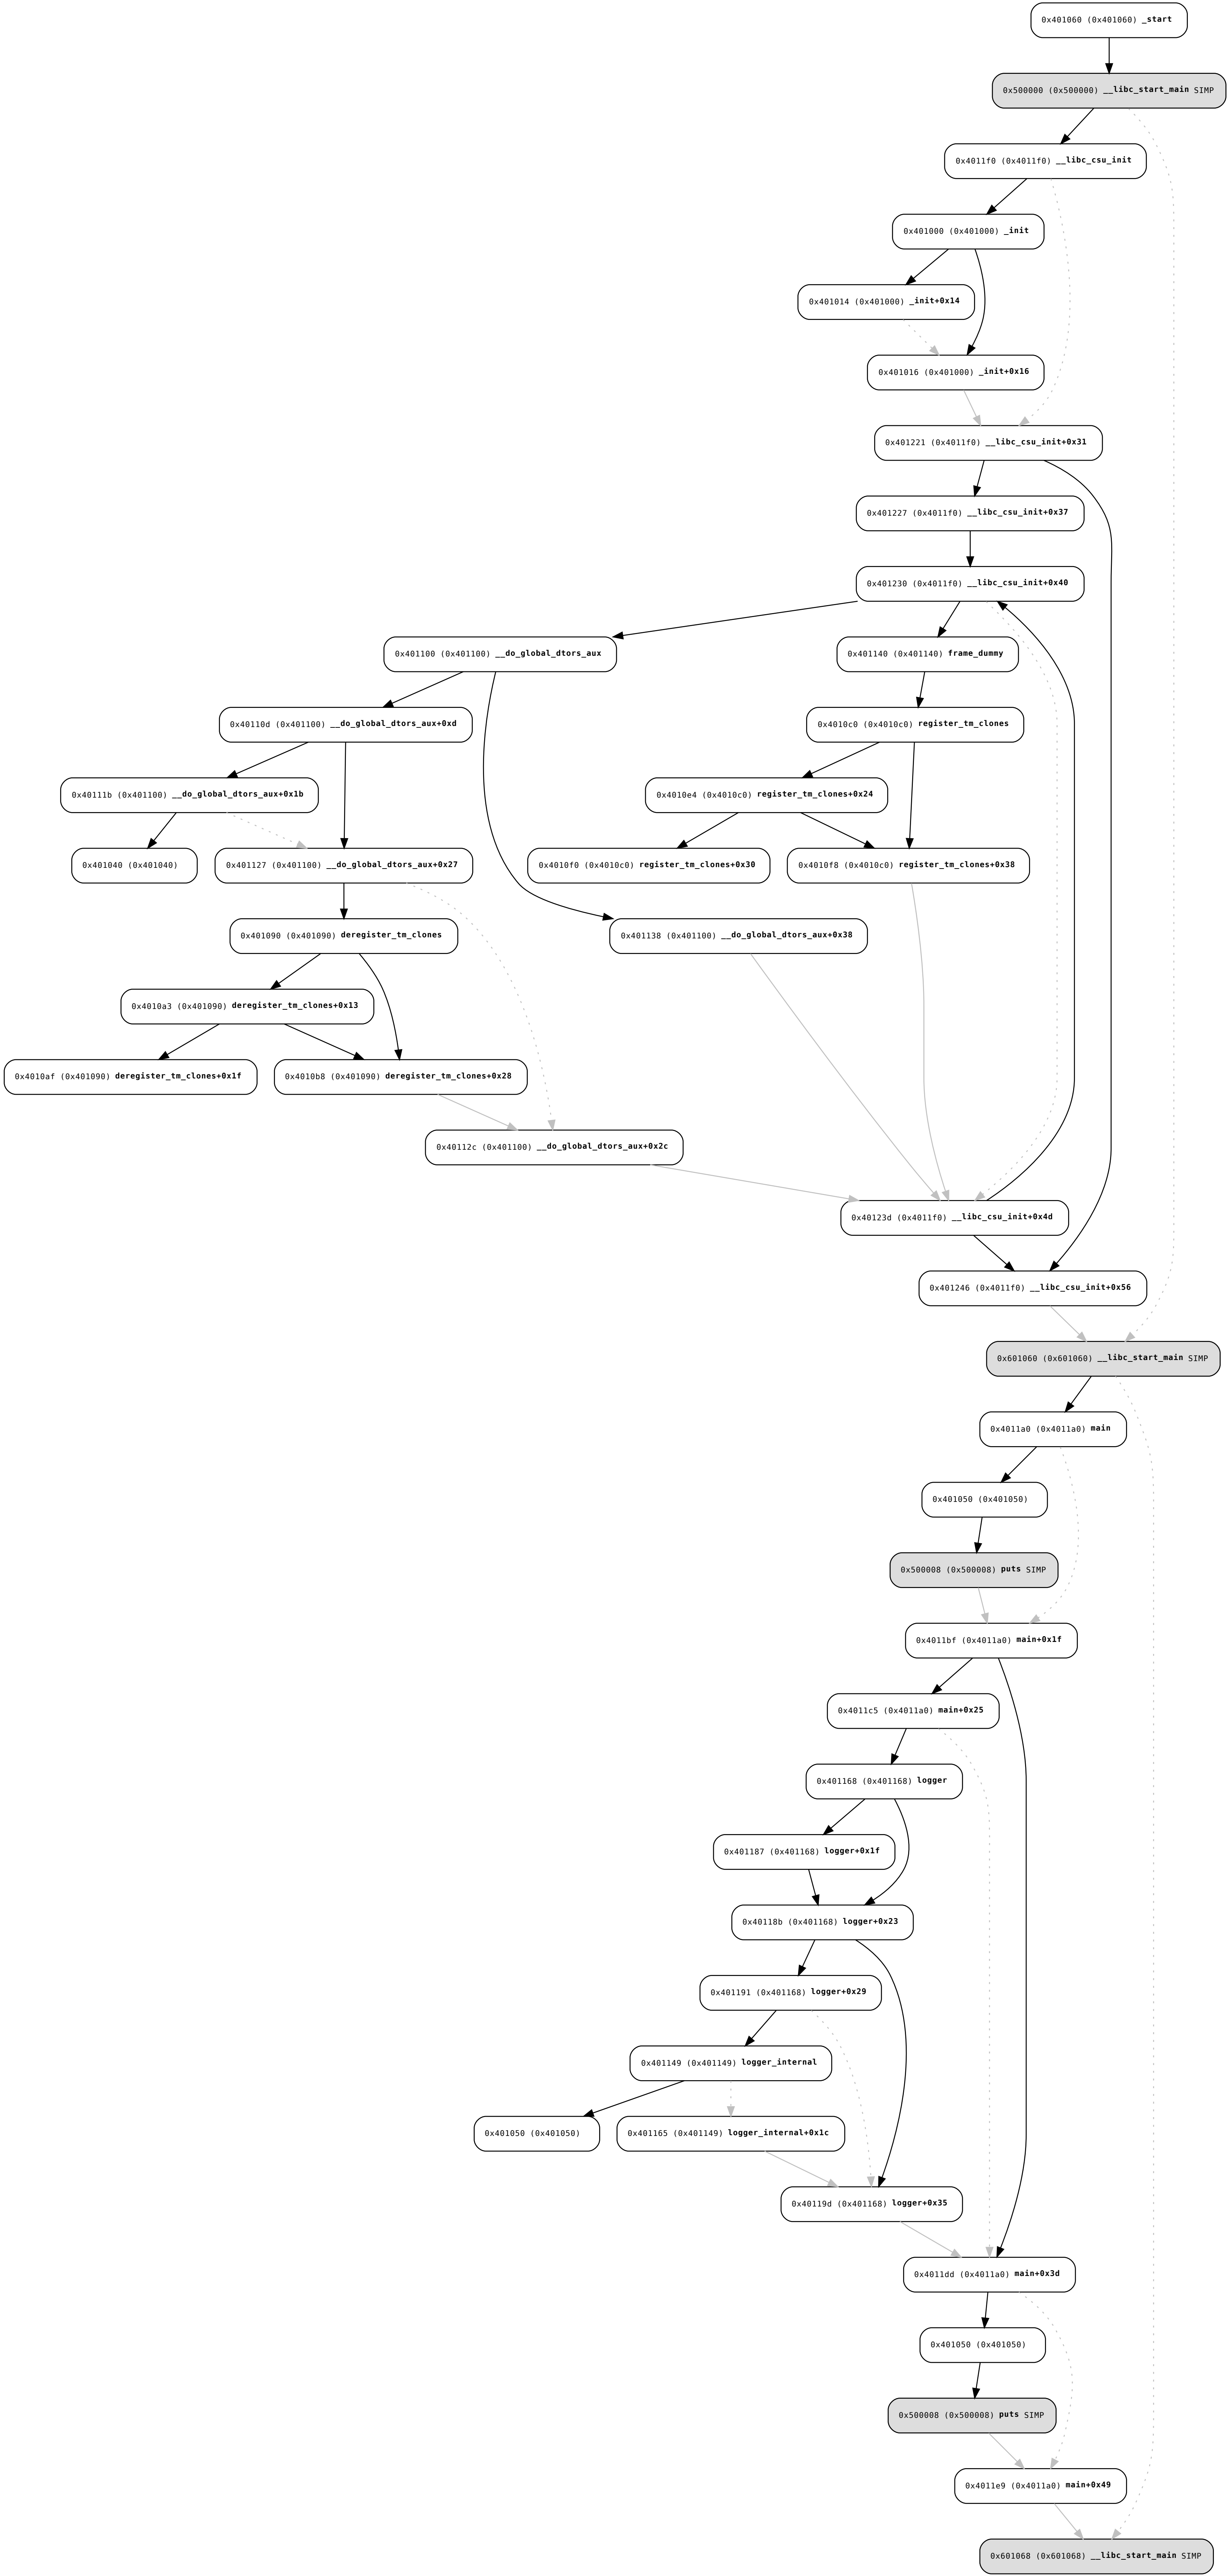 0x401060 (0x401060) _start
0x500000 (0x500000) __libc_start_main SIMP
0x4011f0 (0x4011f0) __libc_csu_init
0x401000 (0x401000) _init
0x401014 (0x401000) _init+0x14
0x401016 (0x401000) _init+0x16
0x401221 (0x4011f0) __libc_csu_init+0x31
0x401227 (0x4011f0) __libc_csu_init+0x37
0x401230 (0x4011f0) __libc_csu_init+0x40
0x401100 (0x401100) __do_global_dtors_aux
0x401140 (0x401140) frame_dummy
0x40110d (0x401100) __do_global_dtors_aux+0xd
0x4010c0 (0x4010c0) register_tm_clones
0x40111b (0x401100) __do_global_dtors_aux+0x1b
0x4010e4 (0x4010c0) register_tm_clones+0x24
0x401040 (0x401040)
0x401127 (0x401100) __do_global_dtors_aux+0x27
0x4010f0 (0x4010c0) register_tm_clones+0x30
0x4010f8 (0x4010c0) register_tm_clones+0x38
0x401090 (0x401090) deregister_tm_clones
0x401138 (0x401100) __do_global_dtors_aux+0x38
0x4010a3 (0x401090) deregister_tm_clones+0x13
0x4010af (0x401090) deregister_tm_clones+0x1f
0x4010b8 (0x401090) deregister_tm_clones+0x28
0x40112c (0x401100) __do_global_dtors_aux+0x2c
0x40123d (0x4011f0) __libc_csu_init+0x4d
0x401246 (0x4011f0) __libc_csu_init+0x56
0x601060 (0x601060) __libc_start_main SIMP
0x4011a0 (0x4011a0) main
0x401050 (0x401050)
0x500008 (0x500008) puts SIMP
0x4011bf (0x4011a0) main+0x1f
0x4011c5 (0x4011a0) main+0x25
0x401168 (0x401168) logger
0x401187 (0x401168) logger+0x1f
0x40118b (0x401168) logger+0x23
0x401191 (0x401168) logger+0x29
0x401149 (0x401149) logger_internal
0x401050 (0x401050)
0x401165 (0x401149) logger_internal+0x1c
0x40119d (0x401168) logger+0x35
0x4011dd (0x4011a0) main+0x3d
0x401050 (0x401050)
0x500008 (0x500008) puts SIMP
0x4011e9 (0x4011a0) main+0x49
0x601068 (0x601068) __libc_start_main SIMP